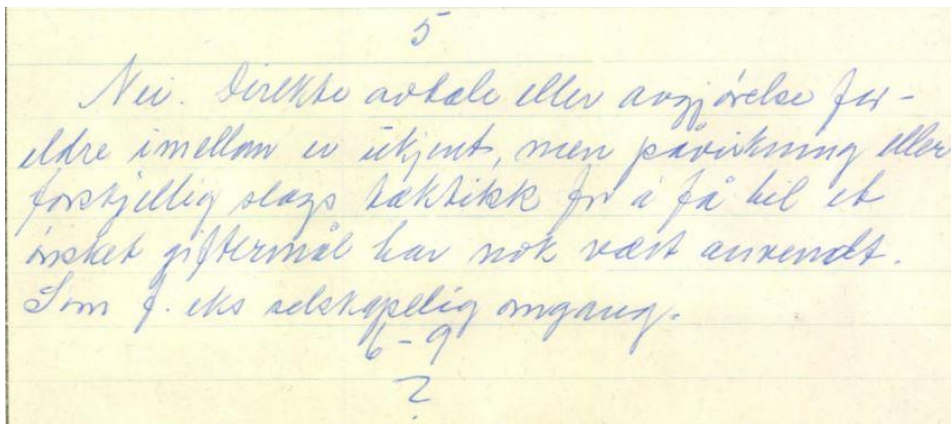 5
Nei. Direkte avtale eller avgjørelse for-
eldre imellom er ukjent, men påvirkning eller
forskjellig slags taktikk for å få til et
ønsket giftermål har nok vært anvendt.
Som f. eks selskapelig omgang.
6-9
?